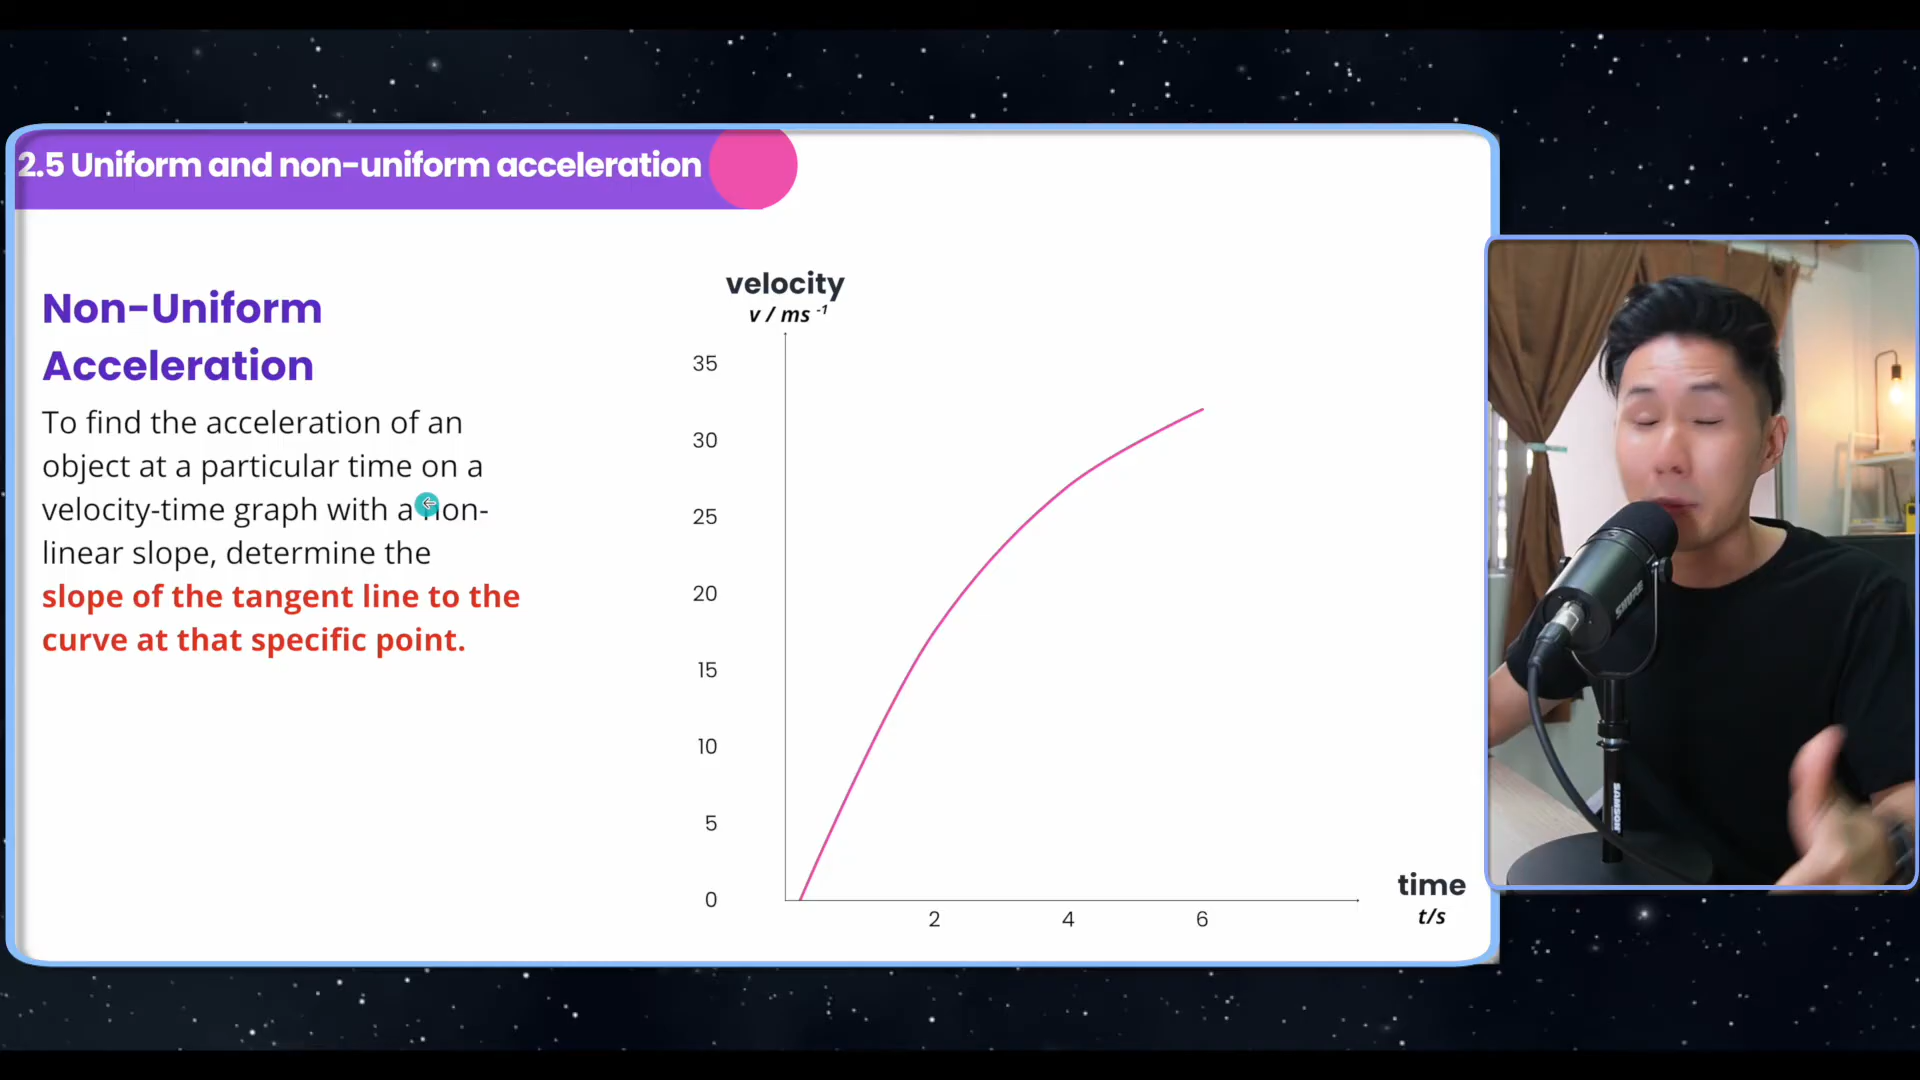 2.5 Uniform and non-uniform acceleration
Non-Uniform
Acceleration
To find the acceleration of an
object at a particular time on a
velocity-time graph with a non-
linear slope, determine the
slope of the tangent line to the
curve at that specific point.
velocity
v / ms -1
35
30
25
20
15
10
5
0
2
4
6
time
t/s
SHURE
SAMSON